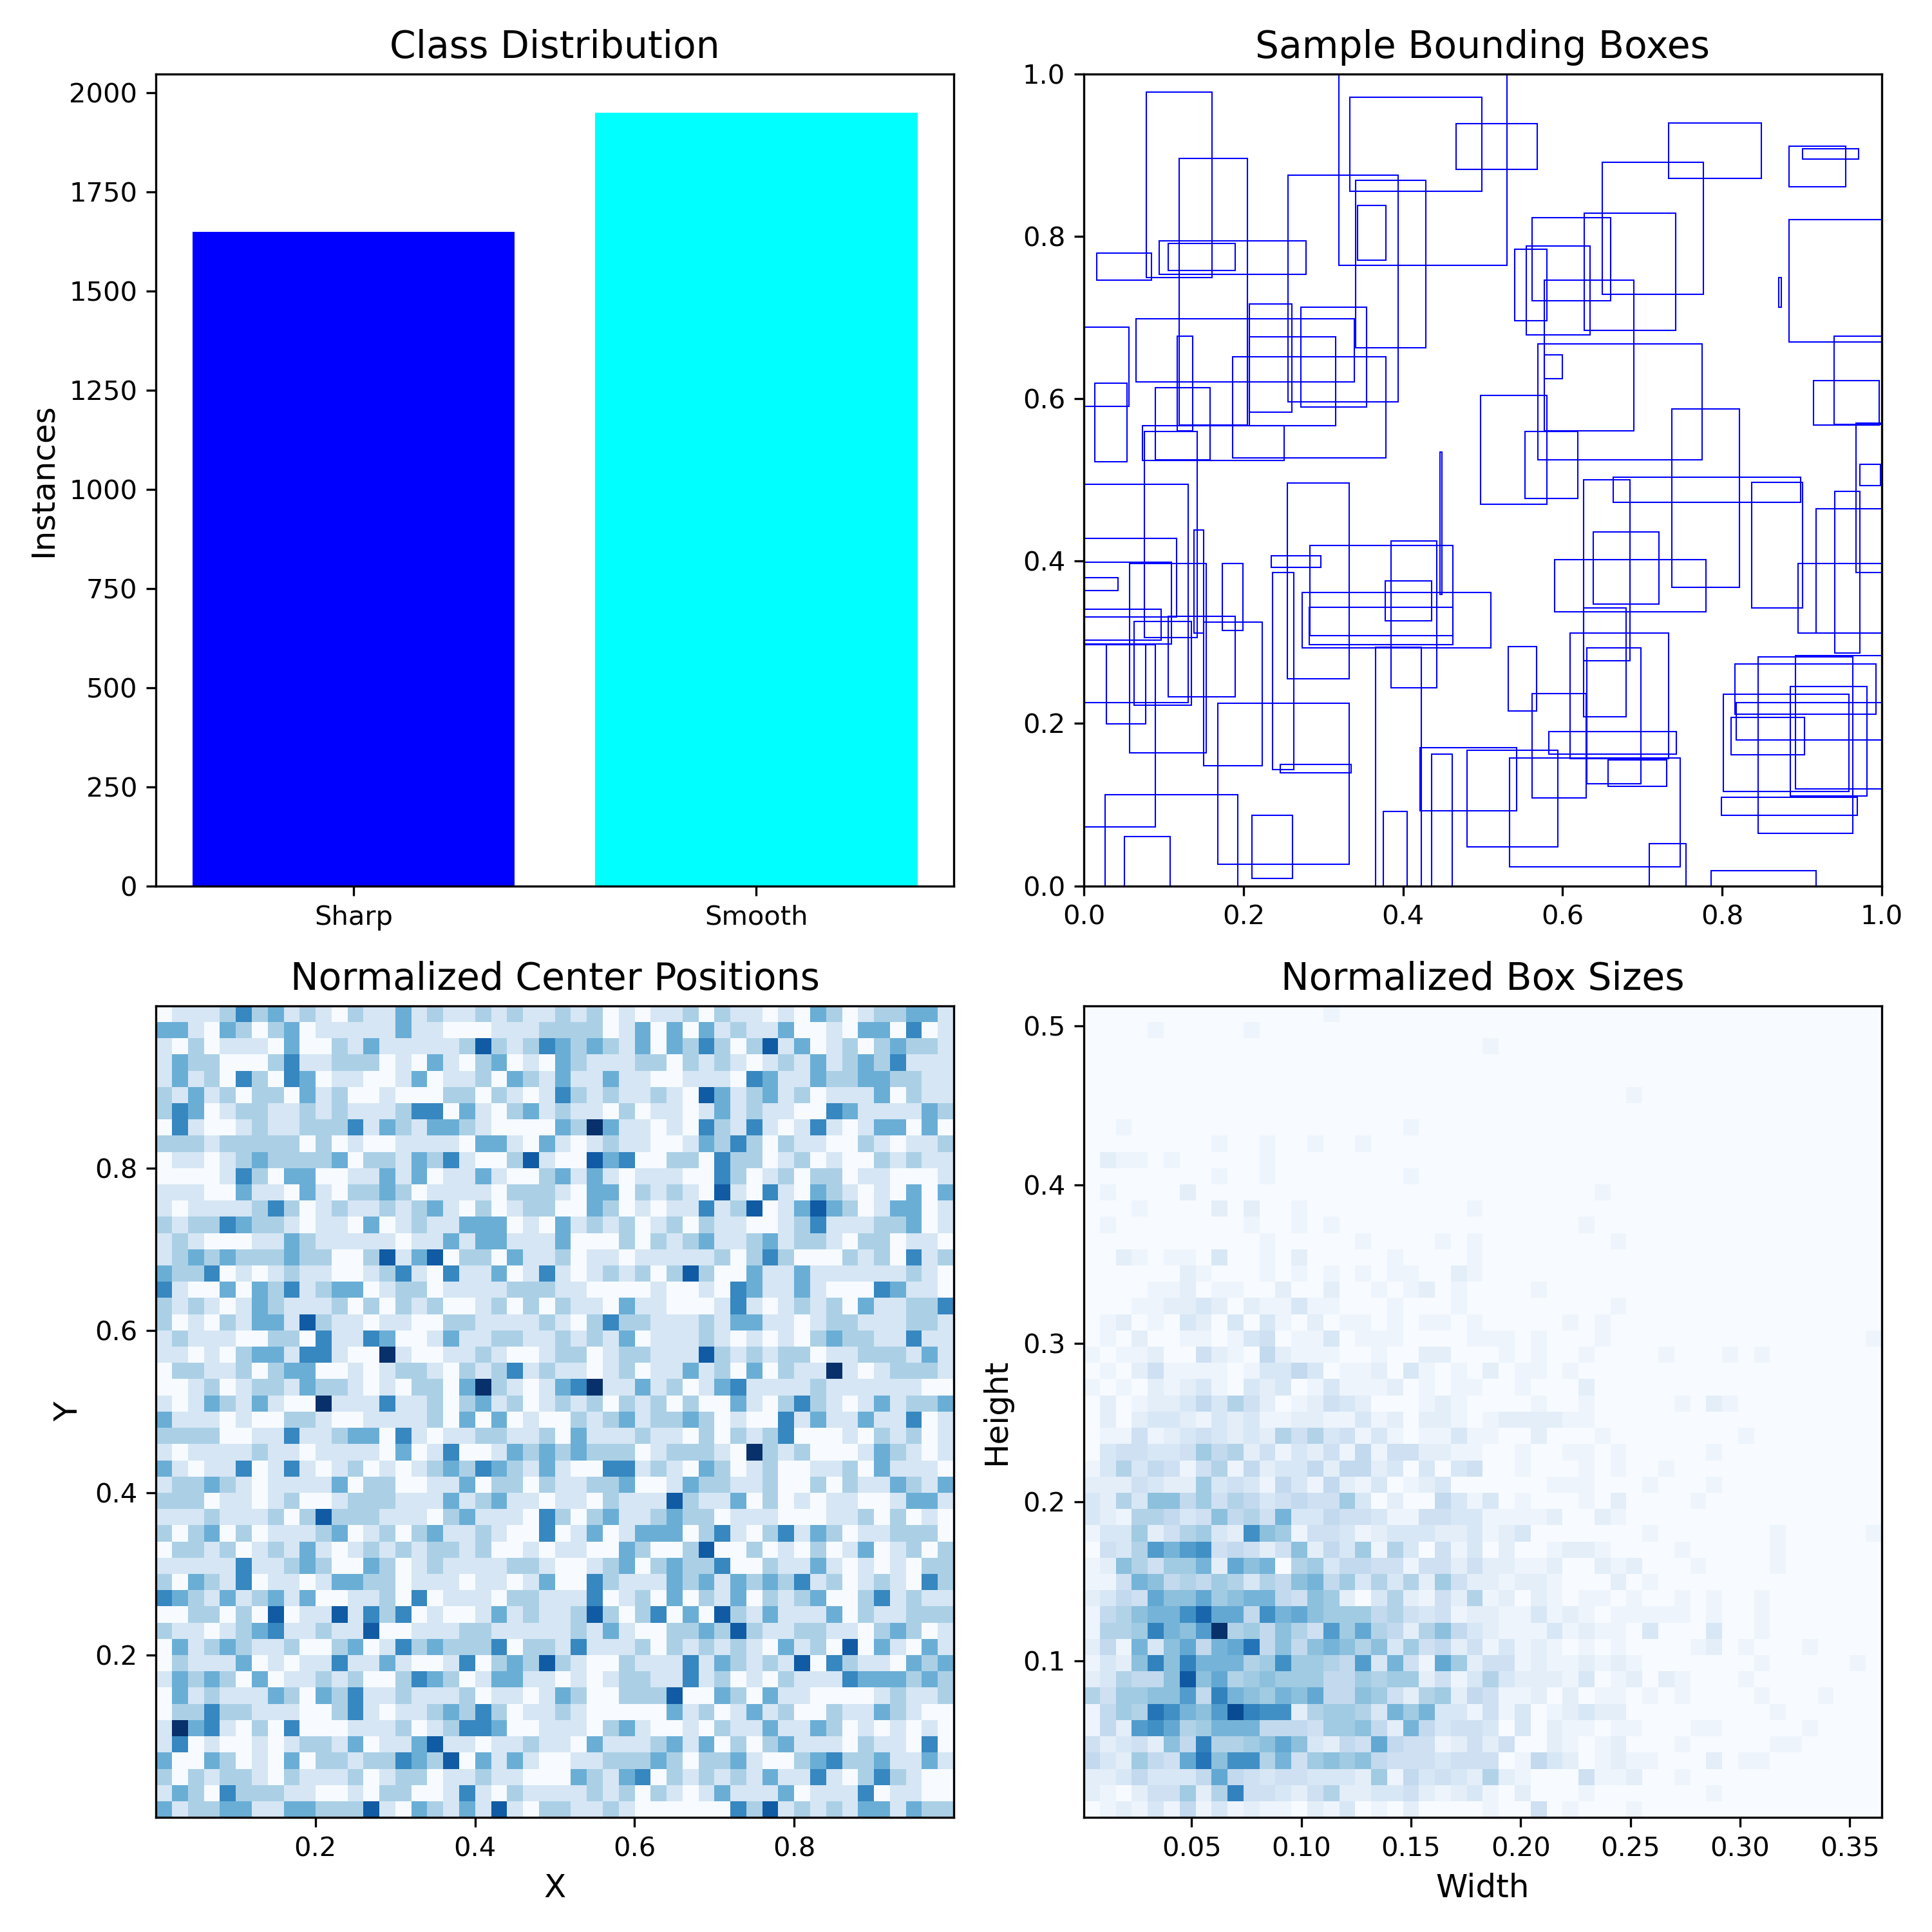 Class Distribution
Instances
2000
1750
1500
1250
1000
750
500
250
0
Sharp Smooth
Sample Bounding Boxes
1.0
0.8
0.6
0.4
0.2
0.0
0.0 0.2 0.4 0.6 0.8 1.0
Normalized Center Positions
Y
0.8
0.6
0.4
0.2
0.2 0.4 0.6 0.8
X
Normalized Box Sizes
Height
0.5
0.4
0.3
0.2
0.1
0.05 0.10 0.15 0.20 0.25 0.30 0.35
Width